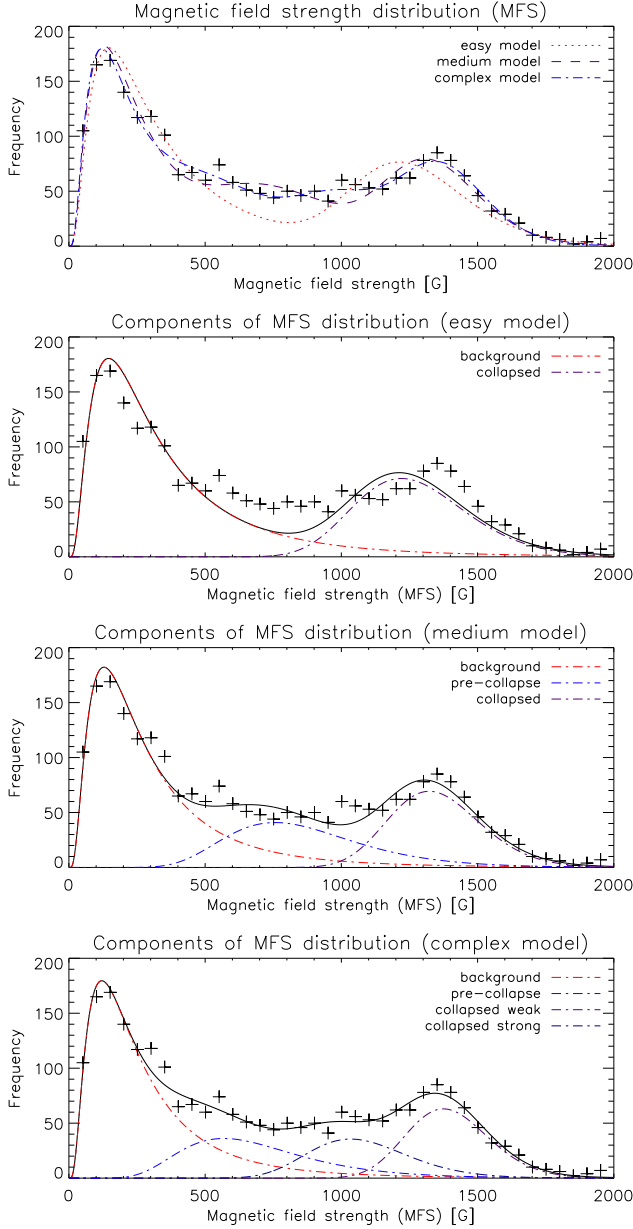 Magnetic field strength distribution (MFS)
200
150
100
50
0
Frequency
easy model
medium model
complex model
0 500 1000 1500 2000
Magnetic field strength [G]
Components of MFS distribution (easy model)
200
150
100
50
0
Frequency
background
collapsed
0 500 1000 1500 2000
Magnetic field strength (MFS) [G]
Components of MFS distribution (medium model)
200
150
100
50
0
Frequency
background
pre-collapse
collapsed
0 500 1000 1500 2000
Magnetic field strength (MFS) [G]
Components of MFS distribution (complex model)
200
150
100
50
0
Frequency
background
pre-collapse
collapsed weak
collapsed strong
0 500 1000 1500 2000
Magnetic field strength (MFS) [G]